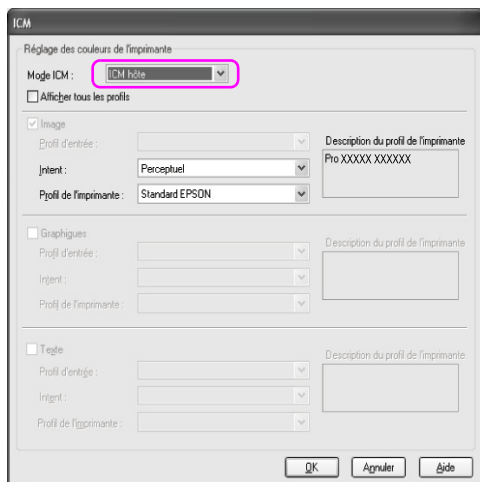 ICM
Réglage des couleurs de l'imprimante
Mode ICM : ICM hôte
Afficher tous les profils
Image
Profil d'entrée :
Description du profil de l'imprimante
Intent : Perceptuel
Pro XXXXX XXXXXX
Profil de l'imprimante : Standard EPSON
Graphigues
Profil d'entrée :
Description du profil de l'imprimante
Intent :
Profil de l'imprimante :
Texte
Profil d'entrée :
Description du profil de l'imprimante
Intent :
Profil de l'imprimante :
OK Annuler Aide